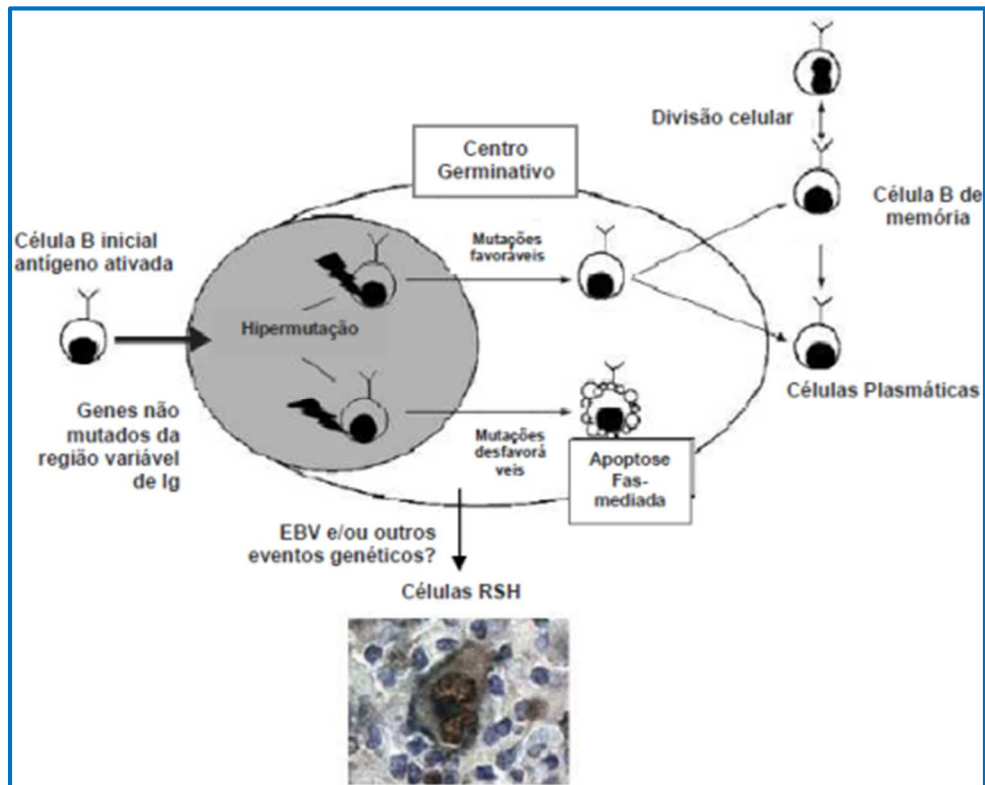 Divisão celular
Centro
Germinativo
Célula B de
memória
Célula B inicial
antígeno ativada
Mutações
favoráveis
Hipermutação
Células Plasmáticas
Genes não
mutados da
região variável
de Ig
Mutações
desfavorá
veis
Apoptose
Fas-
mediada
EBV e/ou outros
eventos genéticos?
Células RSH